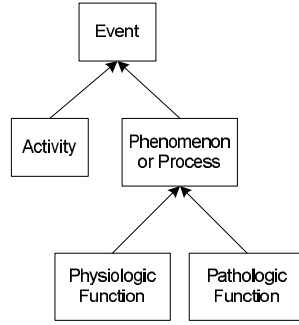 Event
Activity
Phenomenon
or Process
Physiologic
Function
Pathologic
Function